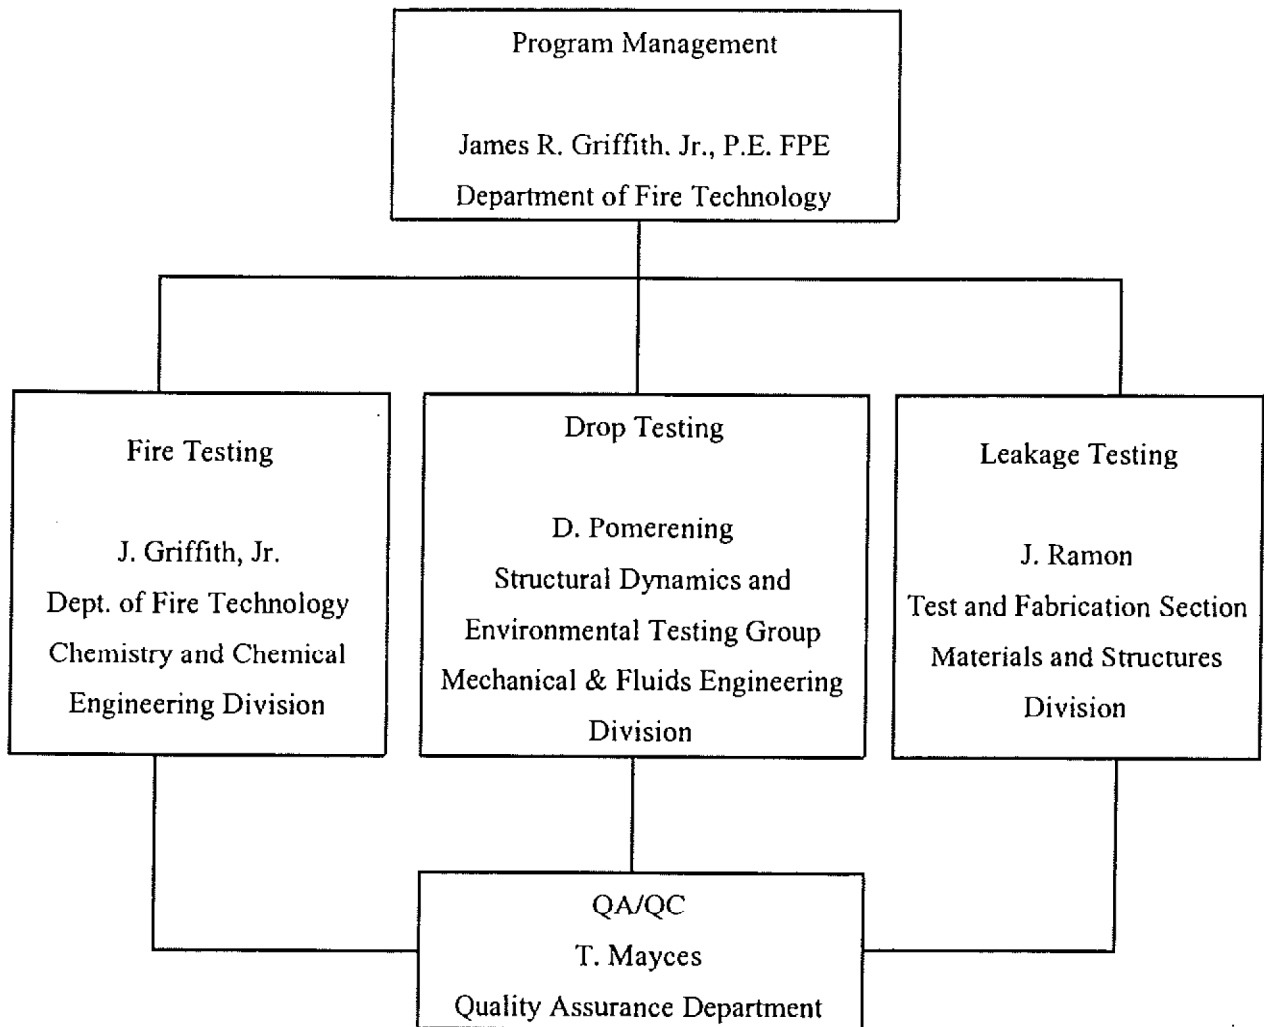 Program Management
James R. Griffith. Jr., P.E. FPE
Department of Fire Technology
Fire Testing
J. Griffith, Jr.
Dept. of Fire Technology
Chemistry and Chemical
Engineering Division
Drop Testing
D. Pomerening
Structural Dynamics and
Environmental Testing Group
Mechanical & Fluids Engineering
Division
Leakage Testing
J. Ramon
Test and Fabrication Section
Materials and Structures
Division
QA/QC
T. Mayces
Quality Assurance Department